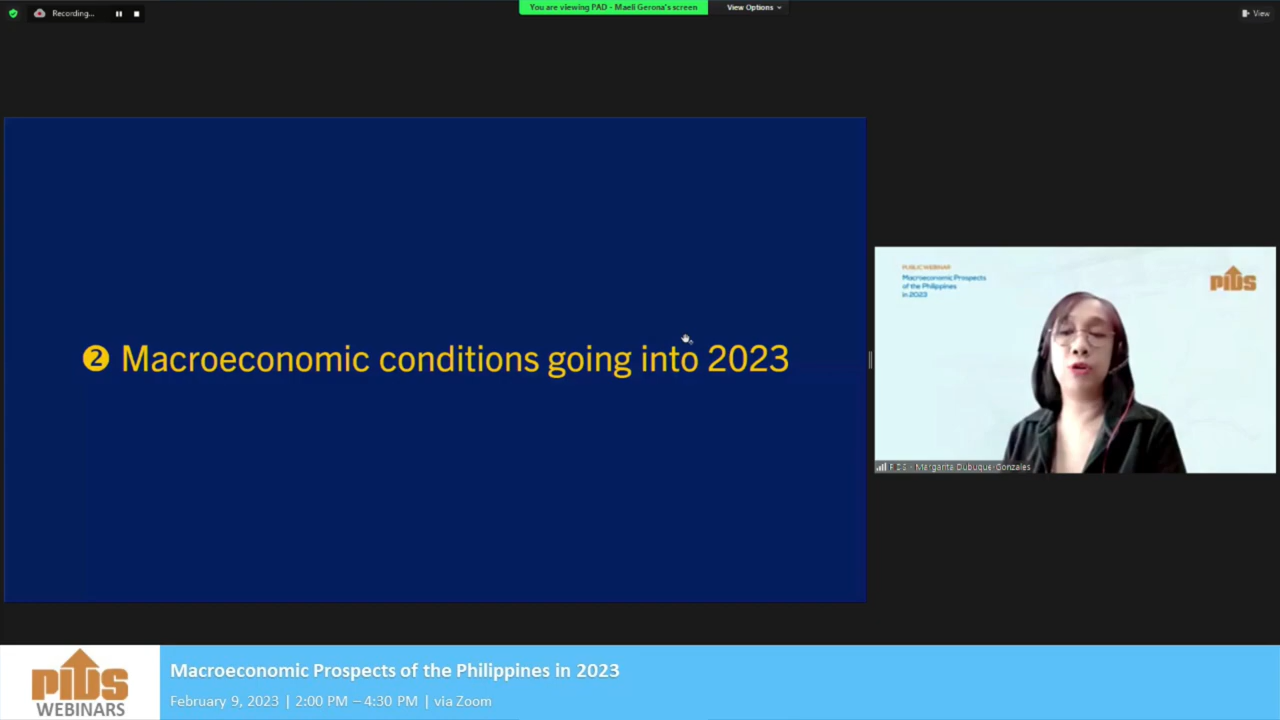 Recording...
You are viewing PAD - Maeli Gerona's screen
View Options
View
❷ Macroeconomic conditions going into 2023
PUBLIC WEBINAR
Macroeconomic Prospects
of the Philippines
in 2023
PIDS
PIDS - Margarita Dubuque-Gonzales
PIDS
WEBINARS
Macroeconomic Prospects of the Philippines in 2023
February 9, 2023 | 2:00 PM – 4:30 PM | via Zoom